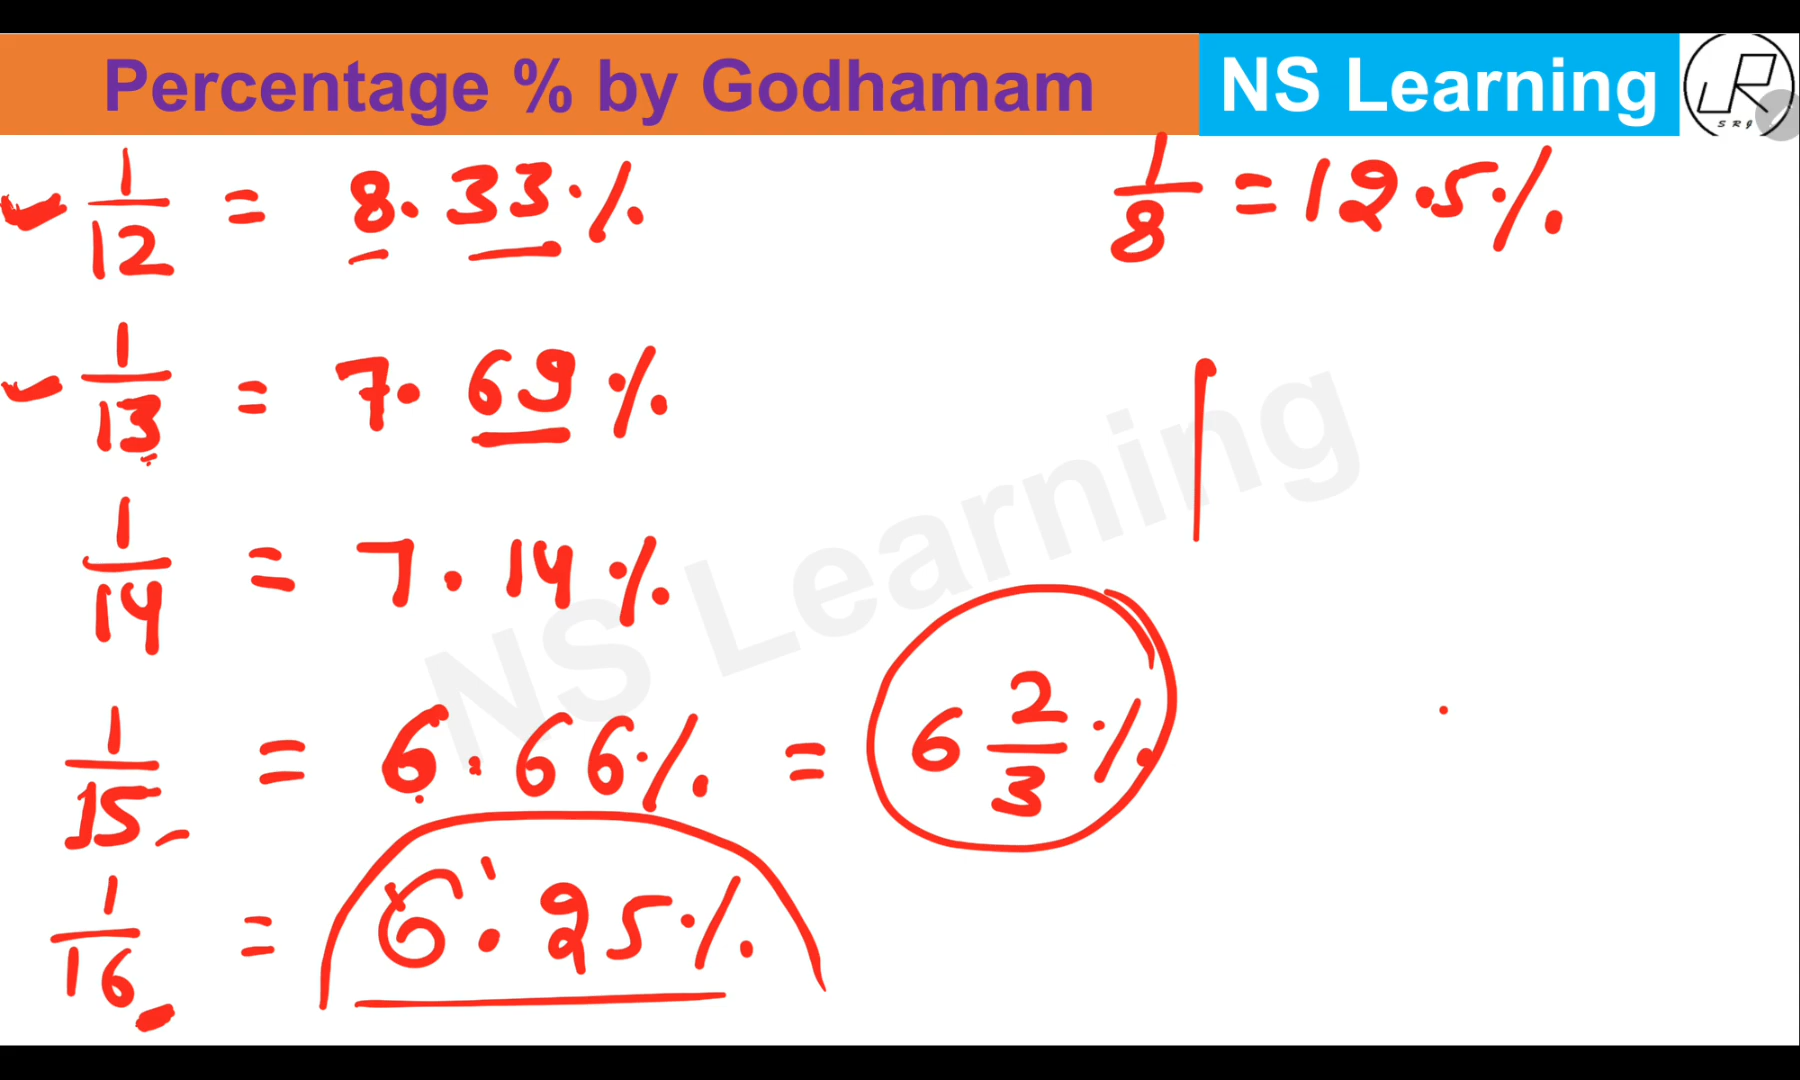 Percentage % by Godhamam NS Learning
SRJ
1/12 = 8.33% 1/8 = 12.5%
1/13 = 7.69%
1/14 = 7.14%
1/15 = 6.66% = 6 2/3 %
1/16 = 6.25%
NS Learning